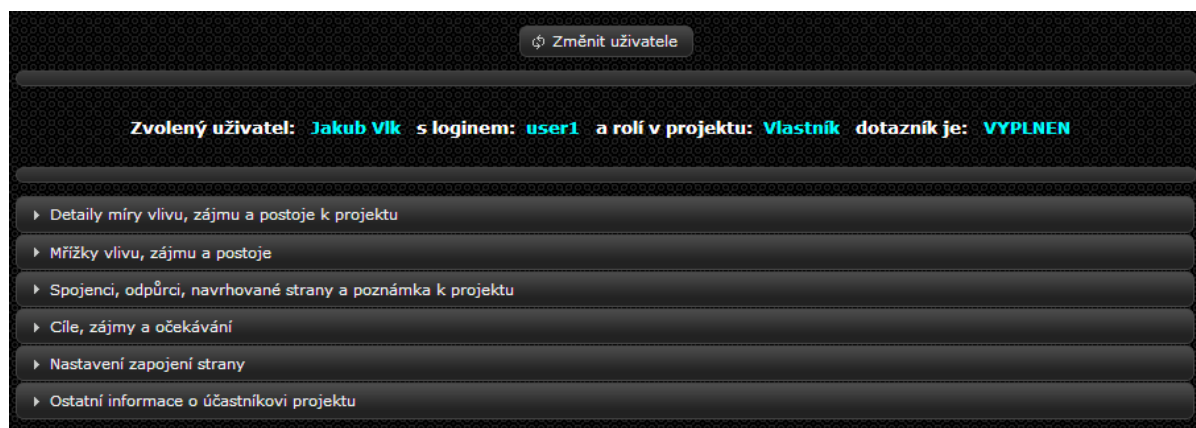 Změnit uživatele
Zvolený uživatel: Jakub Vlk s loginem: user1 a rolí v projektu: Vlastník dotazník je: VYPLNEN
Detaily míry vlivu, zájmu a postoje k projektu
Mřížky vlivu, zájmu a postoje
Spojenci, odpůrci, navrhované strany a poznámka k projektu
Cíle, zájmy a očekávání
Nastavení zapojení strany
Ostatní informace o účastníkovi projektu